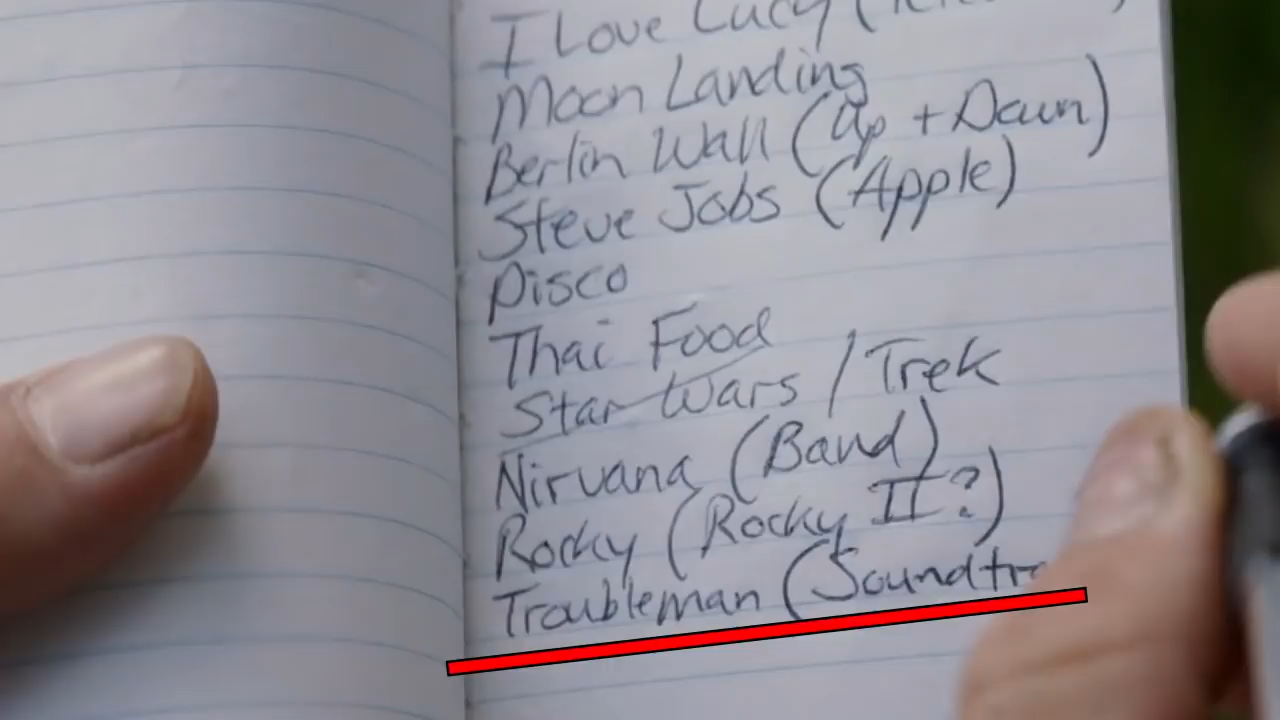 I Love Lucy
Moon Landing
Berlin Wall (Up + Down)
Steve Jobs (Apple)
Disco
Thai Food
Star Wars / Trek
Nirvana (Band)
Rocky (Rocky II?)
Troubleman (Soundtra